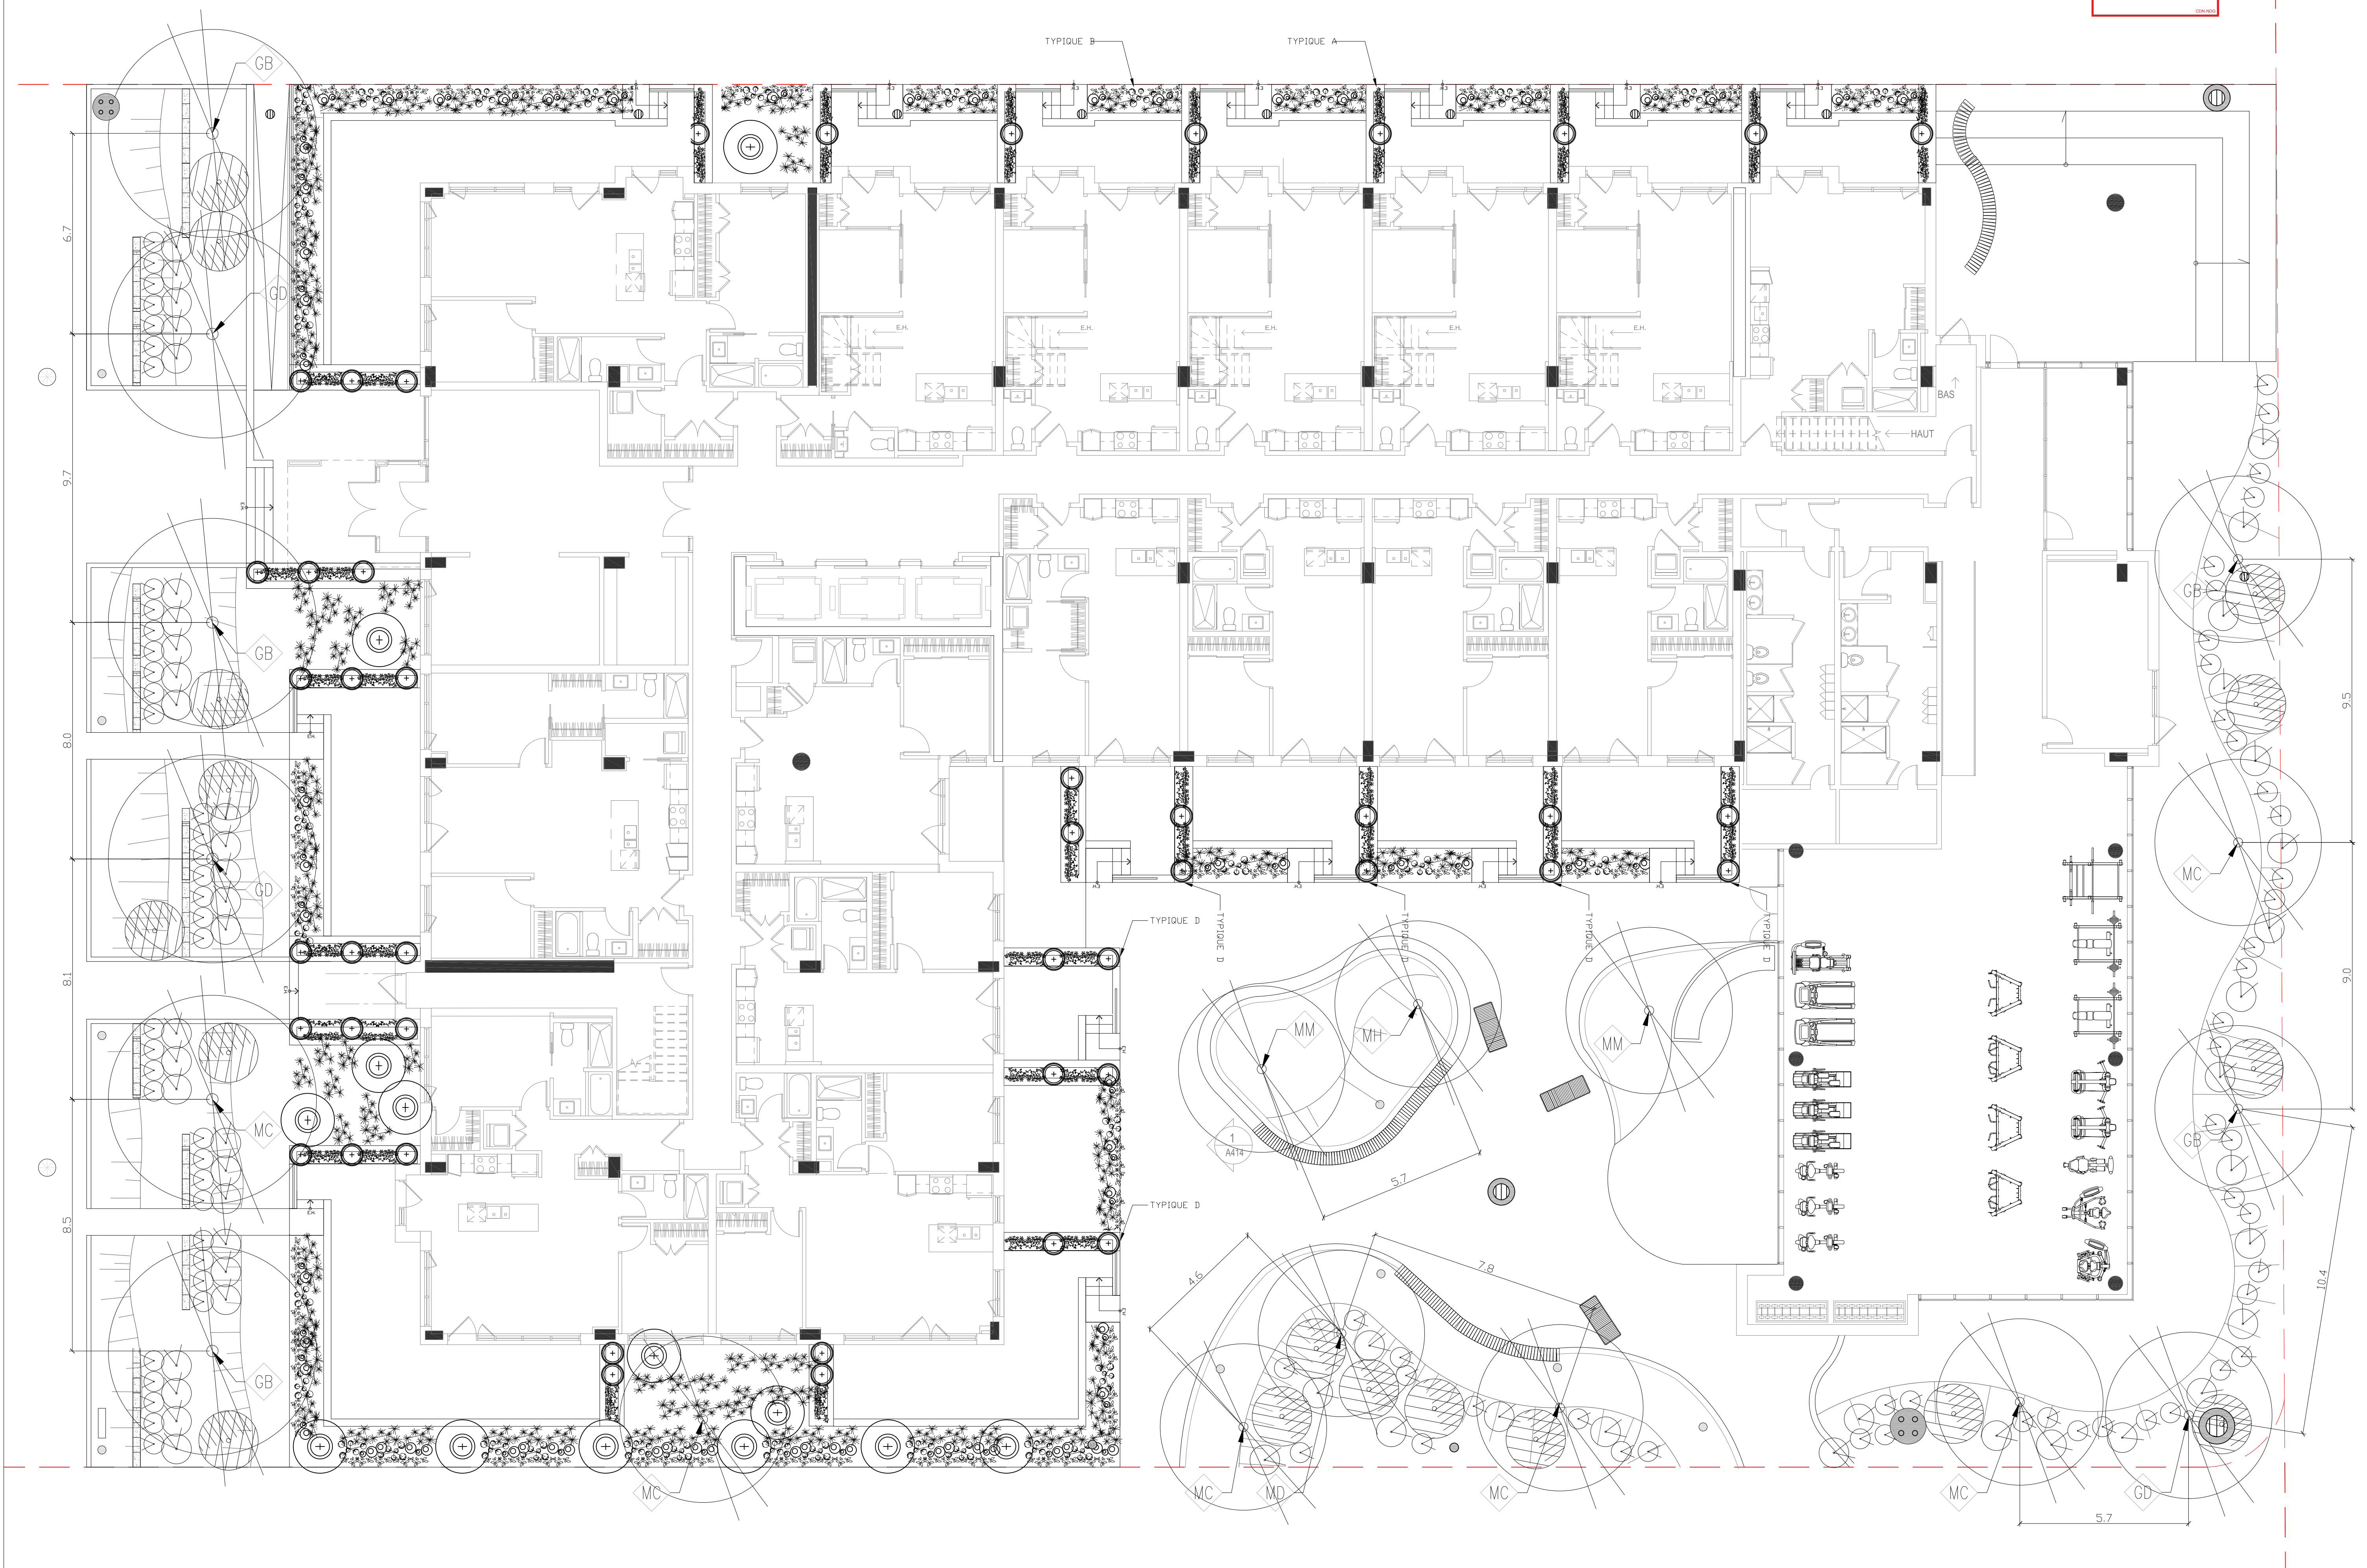 CDN-NDG
TYPIQUE B
TYPIQUE A
GB
GD
6.7
E.H.
E.H.
E.H.
E.H.
E.H.
BAS
HAUT
9.7
GB
GB
8.0
9.5
MC
GD
TYPIQUE D
TYPIQUE D
TYPIQUE D
TYPIQUE D
TYPIQUE D
8.1
9.0
MM
MH
MM
MC
1
A414
GB
5.7
TYPIQUE D
8.5
4.6
7.8
10.4
GB
MC
MC
MD
MC
MC
GD
5.7